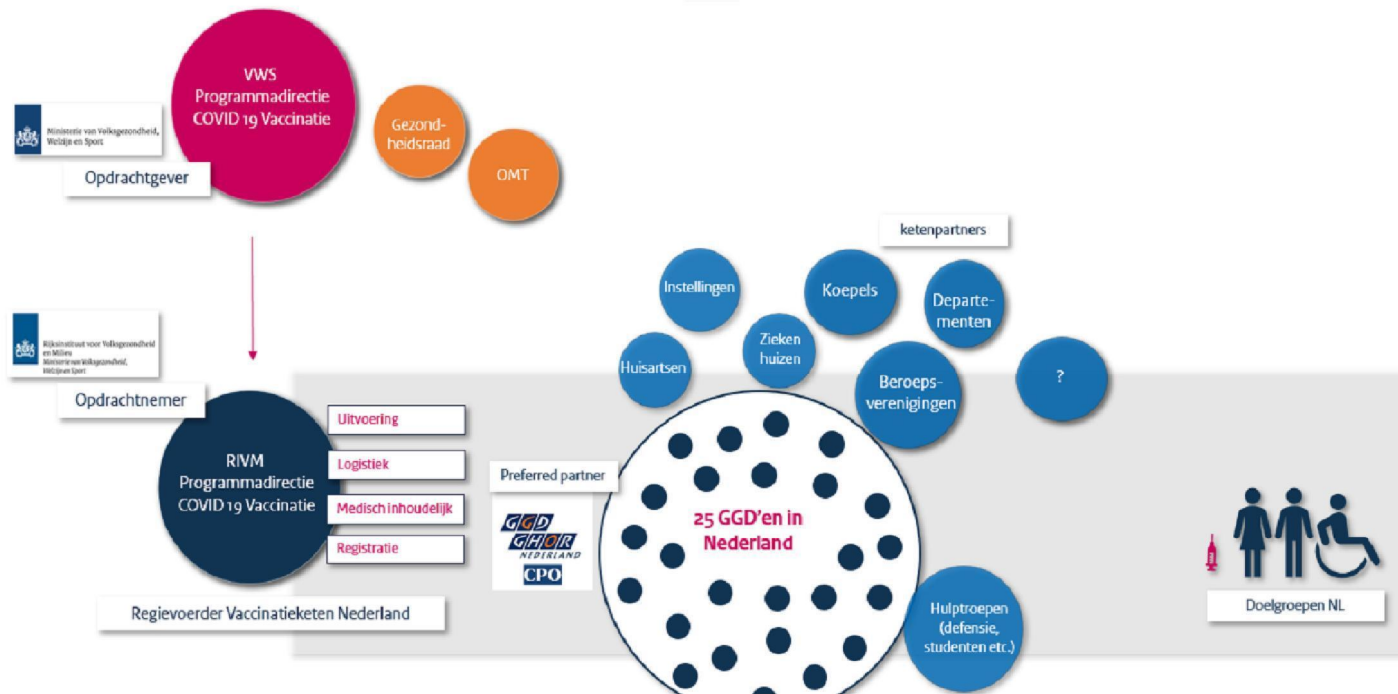 VWS
Programmadirectie
COVID 19 Vaccinatie
Ministerie van Volksgezondheid,
Welzijn en Sport
Opdrachtgever
Gezond-
heidsraad
OMT
ketenpartners
Instellingen
Koepels
Departe-
menten
Zieken
huizen
Huisartsen
Beroeps-
verenigingen
?
Rijksinstituut voor Volksgezondheid
en Milieu
Ministerie van Volksgezondheid,
Welzijn en Sport
Opdrachtnemer
RIVM
Programmadirectie
COVID 19 Vaccinatie
Uitvoering
Logistiek
Medisch inhoudelijk
Registratie
Regievoerder Vaccinatieketen Nederland
Preferred partner
GGD
GHOR
NEDERLAND
CPO
25 GGD'en in
Nederland
Hulptroepen
(defensie,
studenten etc.)
Doelgroepen NL